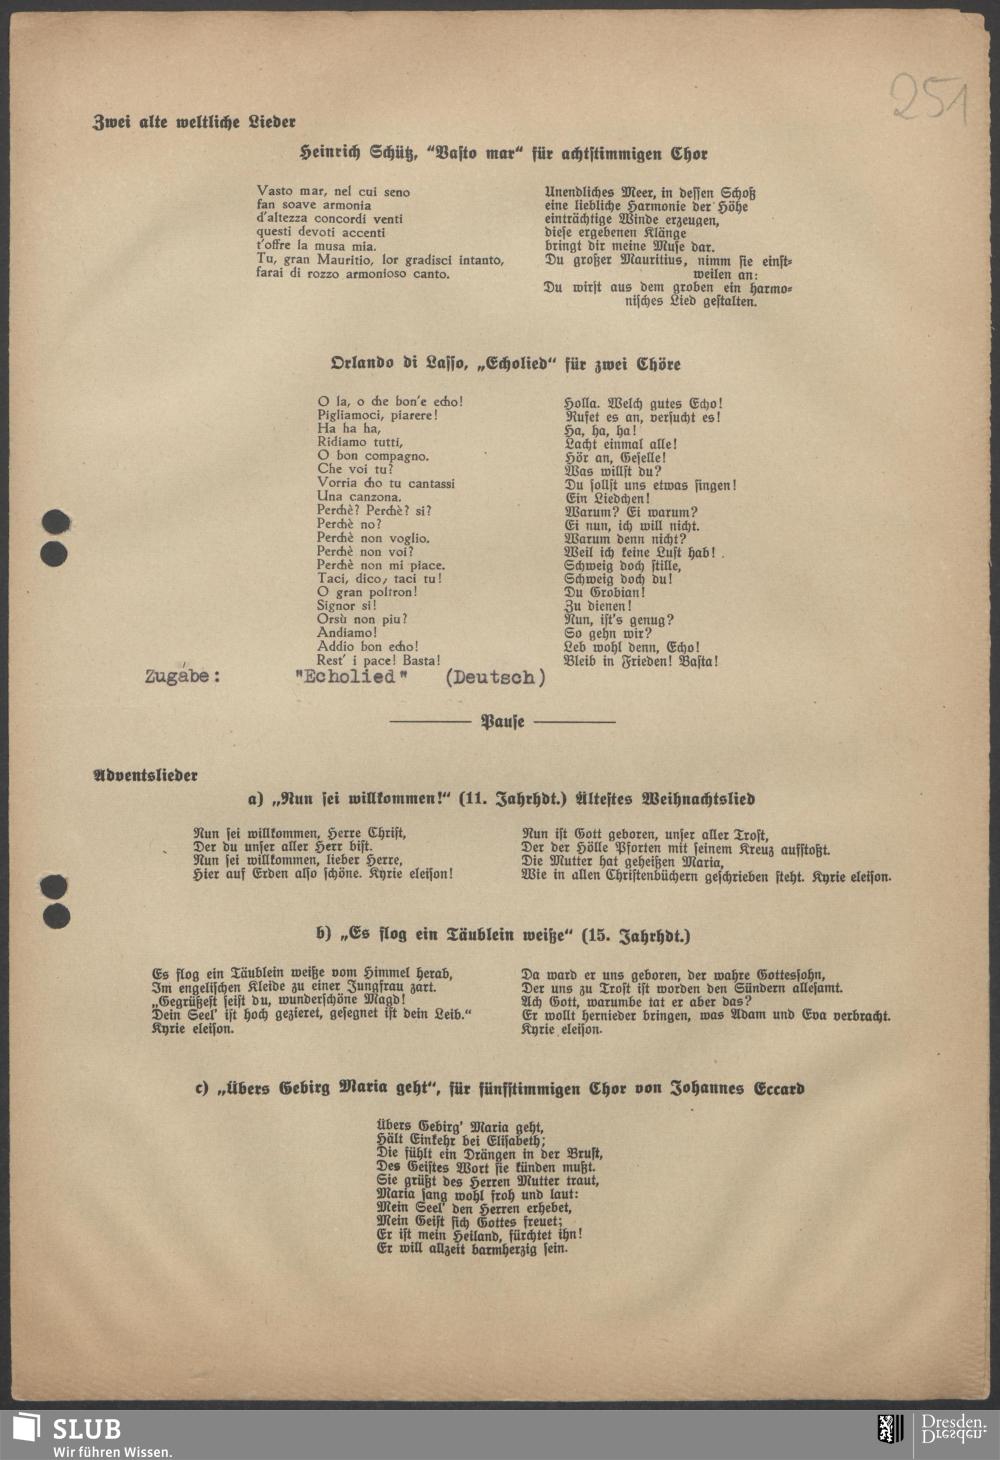 251
Zwei alte weltliche Lieder
Heinrich Schütz, "Vasto mar" für achtstimmigen Chor
Vasto mar, nel cui seno
fan soave armonia
d'altezza concordi venti
questi devoti accenti
t'offre la musa mia.
Tu, gran Mauritio, lor gradisci intanto,
farai di rozzo armonioso canto.
Unendliches Meer, in dessen Schoß
eine liebliche Harmonie der Höhe
einträchtige Winde erzeugen,
diese ergebenen Klänge
bringt dir meine Muse dar.
Du großer Mauritius, nimm sie einst-
weilen an:
Du wirst aus dem groben ein harmo-
nisches Lied gestalten.
Orlando di Lasso, „Echolied" für zwei Chöre
O la, o che bon'e echo!
Pigliamoci, piarere!
Ha ha ha,
Ridiamo tutti,
O bon compagno.
Che voi tu?
Vorria cho tu cantassi
Una canzona.
Perchè? Perchè? si?
Perchè no?
Perchè non voglio.
Perchè non voi?
Perchè non mi piace.
Taci, dico, taci tu!
O gran poltron!
Signor si!
Orsù non piu?
Andiamo!
Addio bon echo!
Rest' i pace! Basta!
Holla. Welch gutes Echo!
Rufet es an, versucht es!
Ha, ha, ha!
Lacht einmal alle!
Hör an, Geselle!
Was willst du?
Du sollst uns etwas singen!
Ein Liedchen!
Warum? Ei warum?
Ei nun, ich will nicht.
Warum denn nicht?
Weil ich keine Lust hab!
Schweig doch stille,
Schweig doch du!
Du Grobian!
Zu dienen!
Nun, ist's genug?
So gehn wir?
Leb wohl denn, Echo!
Bleib in Frieden! Basta!
Zugabe: "Echolied" (Deutsch)
Pause
Adventslieder
a) „Nun sei willkommen!" (11. Jahrhdt.) Ältestes Weihnachtslied
Nun sei willkommen, Herre Christ,
Der du unser aller Herr bist.
Nun sei willkommen, lieber Herre,
Hier auf Erden also schöne. Kyrie eleison!
Nun ist Gott geboren, unser aller Trost,
Der der Hölle Pforten mit seinem Kreuz aufstoßt.
Die Mutter hat geheißen Maria,
Wie in allen Christenbüchern geschrieben steht. Kyrie eleison.
b) „Es flog ein Täublein weiße" (15. Jahrhdt.)
Es flog ein Täublein weiße vom Himmel herab,
Im engelischen Kleide zu einer Jungfrau zart.
„Gegrüßest seist du, wunderschöne Magd!
Dein Seel' ist hoch gezieret, gesegnet ist dein Leib."
Kyrie eleison.
Da ward er uns geboren, der wahre Gottessohn,
Der uns zu Trost ist worden den Sündern allesamt.
Ach Gott, warumbe tat er aber das?
Er wollt hernieder bringen, was Adam und Eva verbracht.
Kyrie eleison.
c) „Übers Gebirg Maria geht", für fünfstimmigen Chor von Johannes Eccard
Übers Gebirg' Maria geht,
Hält Einkehr bei Elisabeth;
Die fühlt ein Drängen in der Brust,
Des Geistes Wort sie künden mußt.
Sie grüßt des Herren Mutter traut,
Maria sang wohl froh und laut:
Mein Seel' den Herren erhebet,
Mein Geist sich Gottes freuet;
Er ist mein Heiland, fürchtet ihn!
Er will allzeit barmherzig sein.
SLUB
Wir führen Wissen.
Dresden.
Dresden.